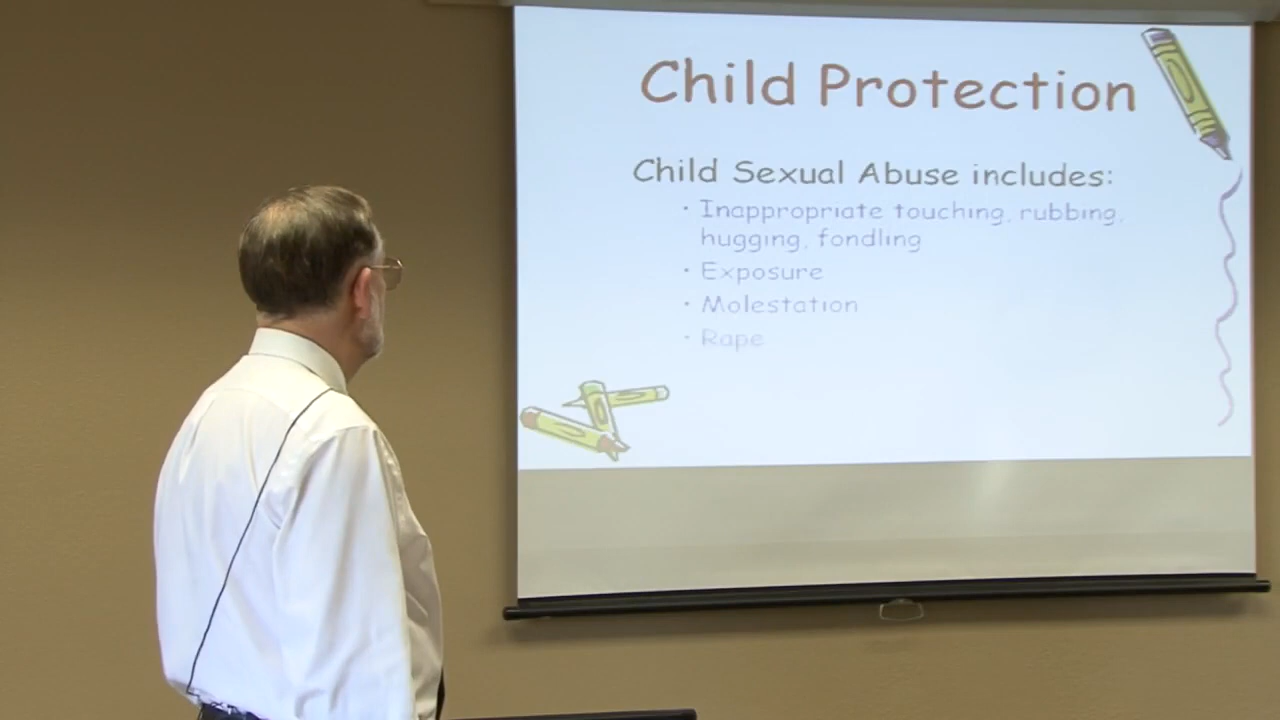 Child Protection
Child Sexual Abuse includes:
• Inappropriate touching, rubbing,
hugging, fondling
• Exposure
• Molestation
• Rape